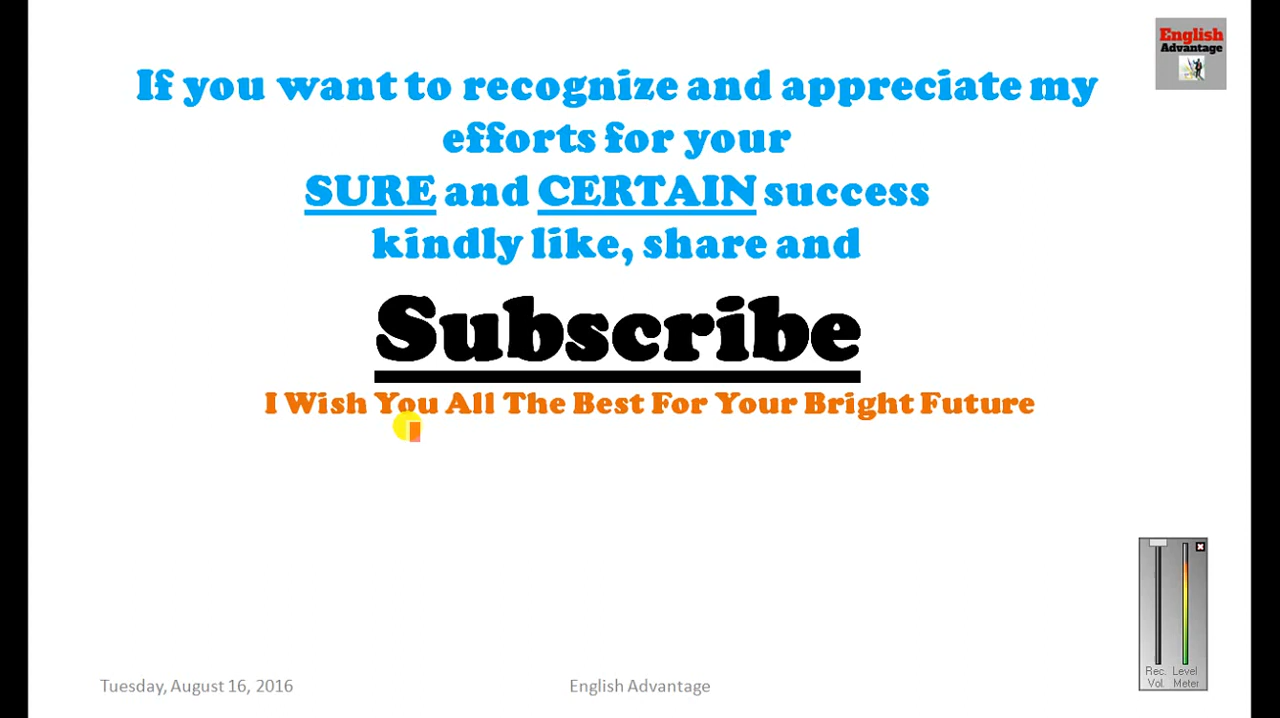 English
Advantage
If you want to recognize and appreciate my
efforts for your
SURE and CERTAIN success
kindly like, share and
Subscribe
I Wish You All The Best For Your Bright Future
Rec. Level
Vol. Meter
Tuesday, August 16, 2016
English Advantage